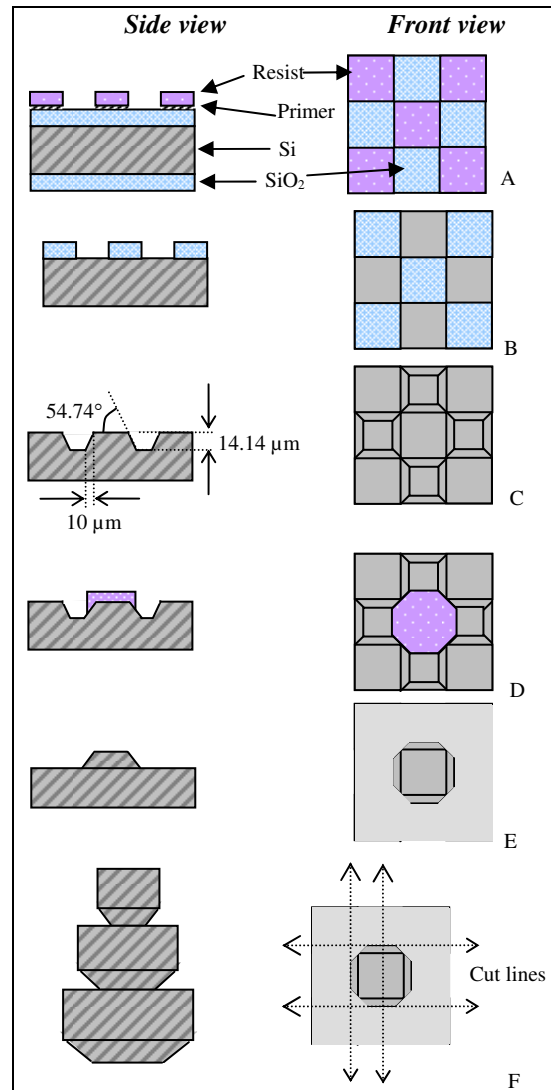 Side view
Front view
Resist
Primer
Si
SiO₂
A
B
54.74°
14.14 µm
10 µm
C
D
E
Cut lines
F